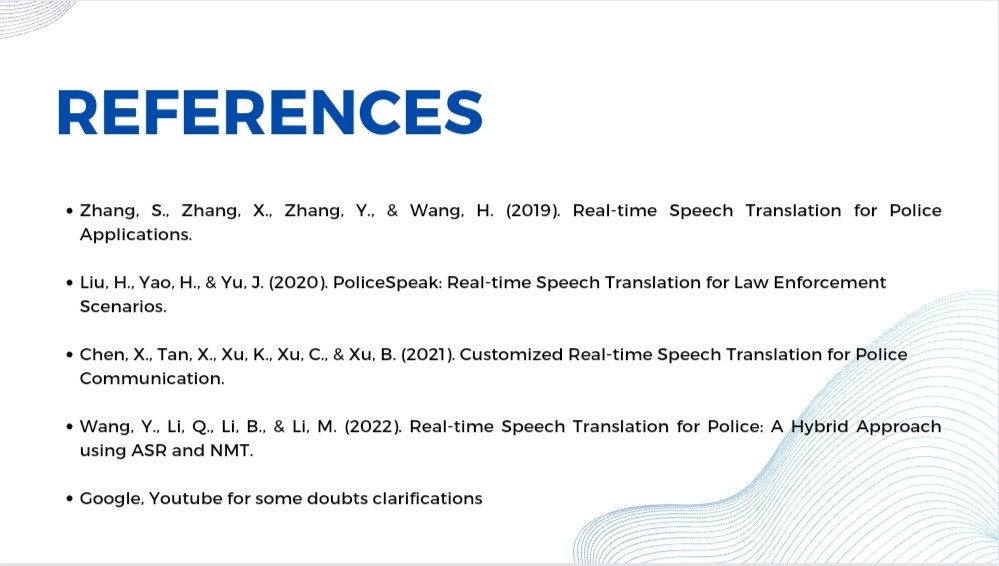 REFERENCES
• Zhang, S., Zhang, X., Zhang, Y., & Wang, H. (2019). Real-time Speech Translation for Police
Applications.
• Liu, H., Yao, H., & Yu, J. (2020). PoliceSpeak: Real-time Speech Translation for Law Enforcement
Scenarios.
• Chen, X., Tan, X., Xu, K., Xu, C., & Xu, B. (2021). Customized Real-time Speech Translation for Police
Communication.
• Wang, Y., Li, Q., Li, B., & Li, M. (2022). Real-time Speech Translation for Police: A Hybrid Approach
using ASR and NMT.
• Google, Youtube for some doubts clarifications